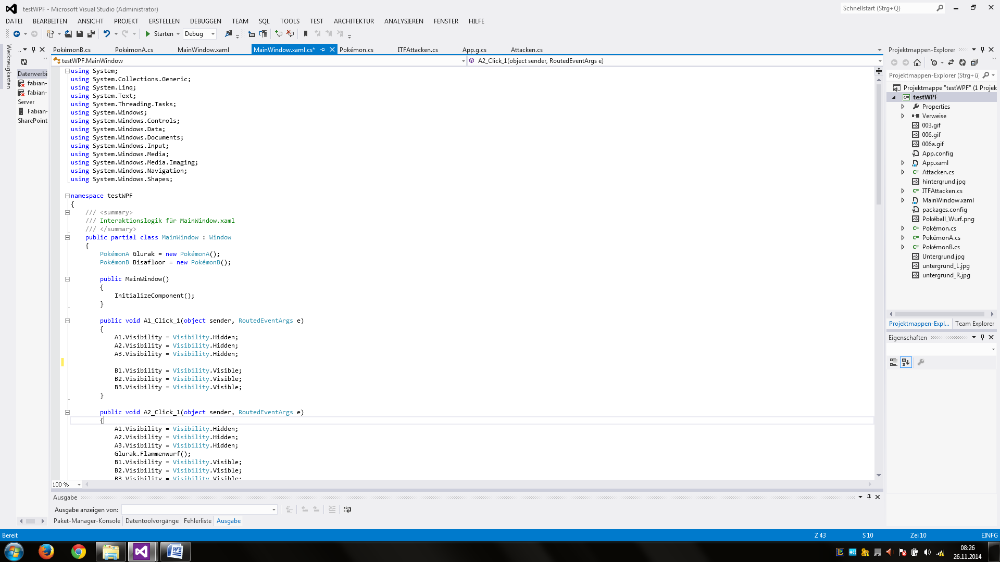 testWPF - Microsoft Visual Studio (Administrator)
Schnellstart (Strg+Q)
DATEI BEARBEITEN ANSICHT PROJEKT ERSTELLEN DEBUGGEN TEAM SQL TOOLS TEST ARCHITEKTUR ANALYSIEREN FENSTER HILFE
Starten Debug
Werkzeugkasten
Datenverbi
fabian-
fabian-
Server
Fabian-
SharePoint
PokémonB.cs PokémonA.cs MainWindow.xaml MainWindow.xaml.cs* Pokémon.cs ITFAttacken.cs App.g.cs Attacken.cs
testWPF.MainWindow A2_Click_1(object sender, RoutedEventArgs e)
using System;
using System.Collections.Generic;
using System.Linq;
using System.Text;
using System.Threading.Tasks;
using System.Windows;
using System.Windows.Controls;
using System.Windows.Data;
using System.Windows.Documents;
using System.Windows.Input;
using System.Windows.Media;
using System.Windows.Media.Imaging;
using System.Windows.Navigation;
using System.Windows.Shapes;
namespace testWPF
{
/// <summary>
/// Interaktionslogik für MainWindow.xaml
/// </summary>
public partial class MainWindow : Window
{
PokémonA Glurak = new PokémonA();
PokémonB Bisafloor = new PokémonB();
public MainWindow()
{
InitializeComponent();
}
public void A1_Click_1(object sender, RoutedEventArgs e)
{
A1.Visibility = Visibility.Hidden;
A2.Visibility = Visibility.Hidden;
A3.Visibility = Visibility.Hidden;
B1.Visibility = Visibility.Visible;
B2.Visibility = Visibility.Visible;
B3.Visibility = Visibility.Visible;
}
public void A2_Click_1(object sender, RoutedEventArgs e)
{
A1.Visibility = Visibility.Hidden;
A2.Visibility = Visibility.Hidden;
A3.Visibility = Visibility.Hidden;
Glurak.Flammenwurf();
B1.Visibility = Visibility.Visible;
B2.Visibility = Visibility.Visible;
B3.Visibility = Visibility.Visible;
100 %
Ausgabe
Ausgabe anzeigen von:
Paket-Manager-Konsole Datentoolvorgänge Fehlerliste Ausgabe
Projektmappen-Explorer
Projektmappen-Explorer (Strg+ü
Projektmappe "testWPF" (1 Projek
testWPF
Properties
Verweise
003.gif
006.gif
006a.gif
App.config
App.xaml
Attacken.cs
hintergrund.jpg
ITFAttacken.cs
MainWindow.xaml
packages.config
Pokéball_Wurf.png
Pokémon.cs
PokémonA.cs
PokémonB.cs
Untergrund.jpg
untergrund_L.jpg
untergrund_R.jpg
Projektmappen-Expl... Team Explorer
Eigenschaften
Bereit Z 43 S 10 Zei 10 EINFG
08:26
26.11.2014